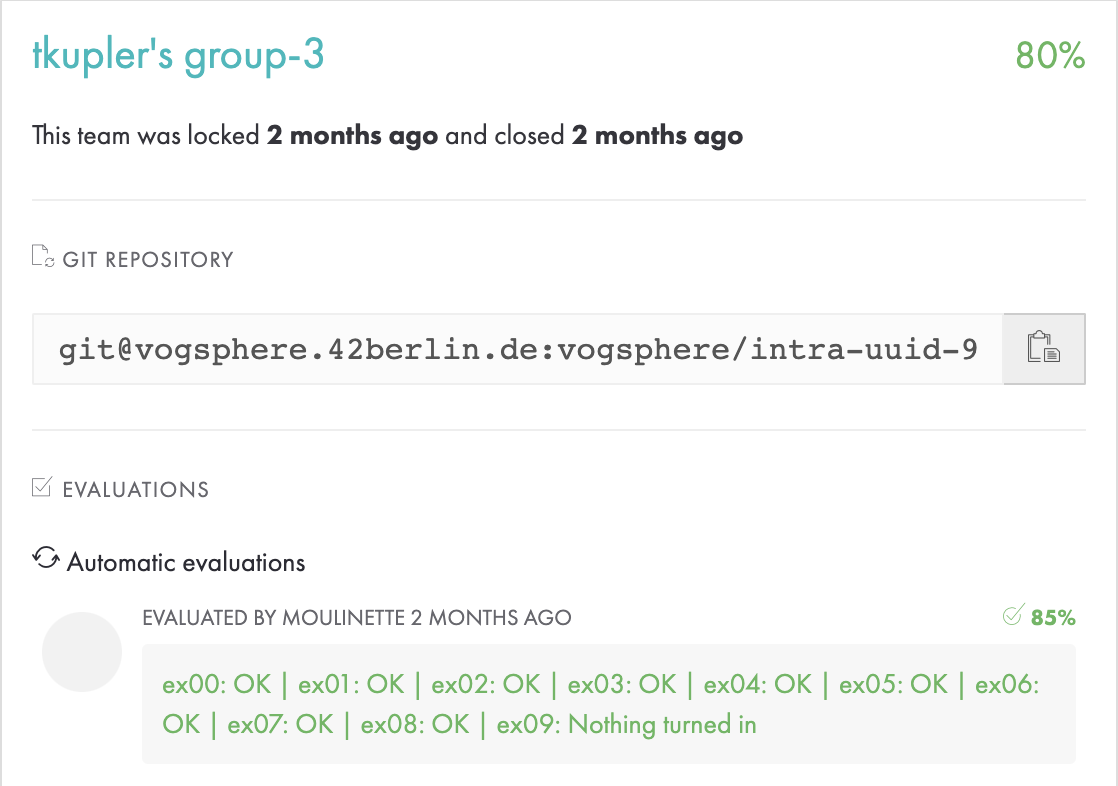 tkupler's group-3
80%
This team was locked 2 months ago and closed 2 months ago
GIT REPOSITORY
git@vogsphere.42berlin.de:vogsphere/intra-uuid-9
EVALUATIONS
Automatic evaluations
EVALUATED BY MOULINETTE 2 MONTHS AGO
85%
ex00: OK | ex01: OK | ex02: OK | ex03: OK | ex04: OK | ex05: OK | ex06:
OK | ex07: OK | ex08: OK | ex09: Nothing turned in